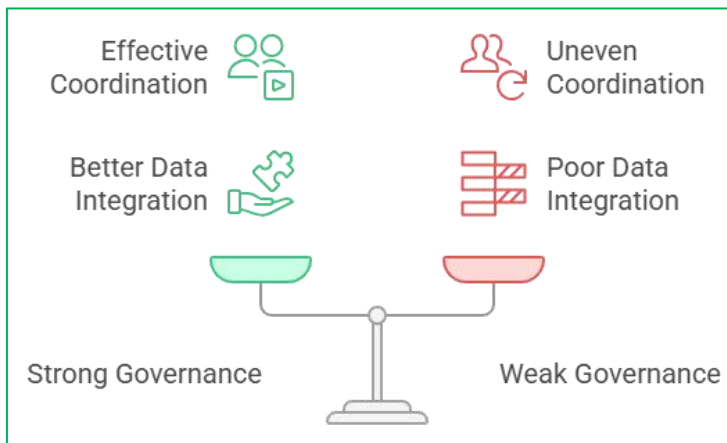 Effective
Coordination
Uneven
Coordination
Better Data
Integration
Poor Data
Integration
Strong Governance
Weak Governance